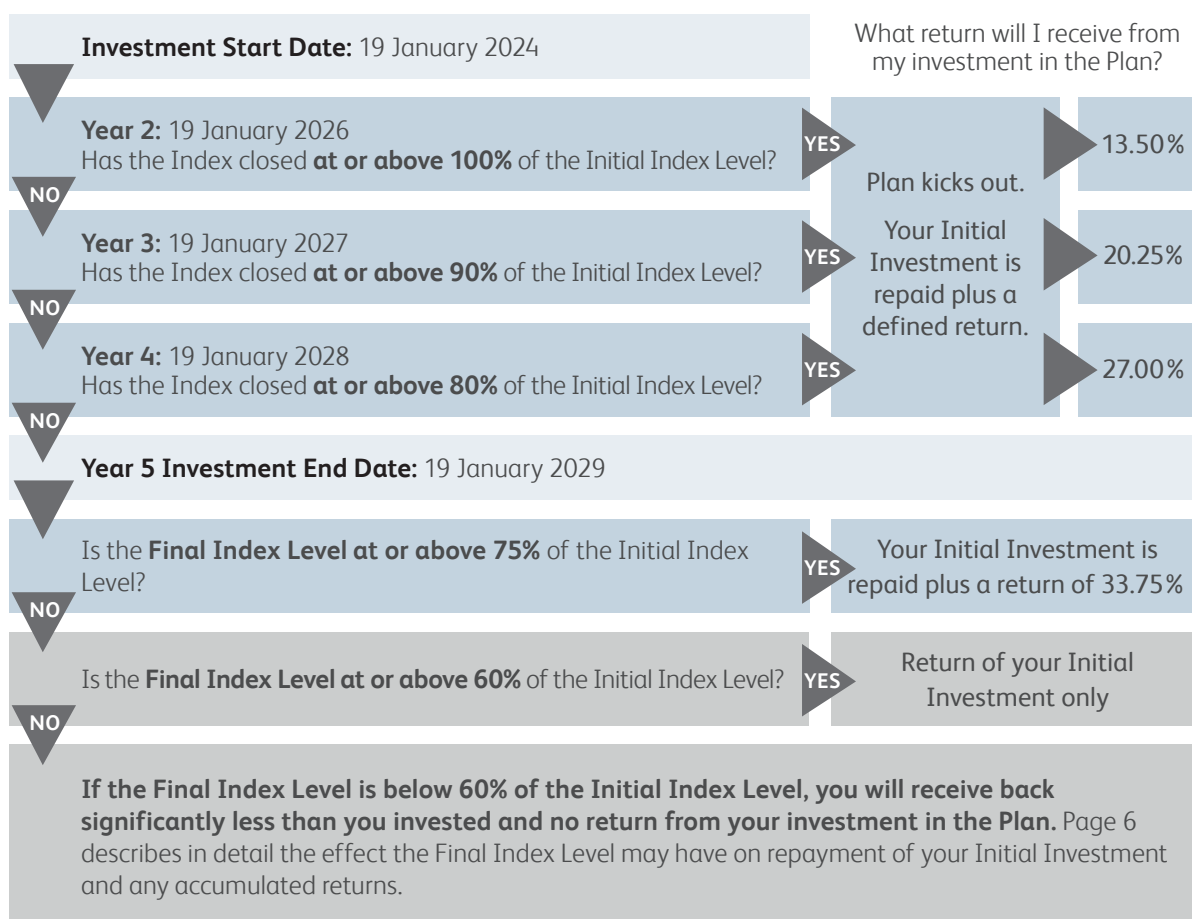 Investment Start Date: 19 January 2024
What return will I receive from
my investment in the Plan?
Year 2: 19 January 2026
Has the Index closed at or above 100% of the Initial Index Level?
YES
13.50%
NO
Plan kicks out.
Your Initial
Investment is
repaid plus a
defined return.
Year 3: 19 January 2027
Has the Index closed at or above 90% of the Initial Index Level?
YES
20.25%
NO
Year 4: 19 January 2028
Has the Index closed at or above 80% of the Initial Index Level?
YES
27.00%
NO
Year 5 Investment End Date: 19 January 2029
Is the Final Index Level at or above 75% of the Initial Index
Level?
YES
Your Initial Investment is
repaid plus a return of 33.75%
NO
Is the Final Index Level at or above 60% of the Initial Index Level?
YES
Return of your Initial
Investment only
NO
If the Final Index Level is below 60% of the Initial Index Level, you will receive back
significantly less than you invested and no return from your investment in the Plan. Page 6
describes in detail the effect the Final Index Level may have on repayment of your Initial Investment
and any accumulated returns.